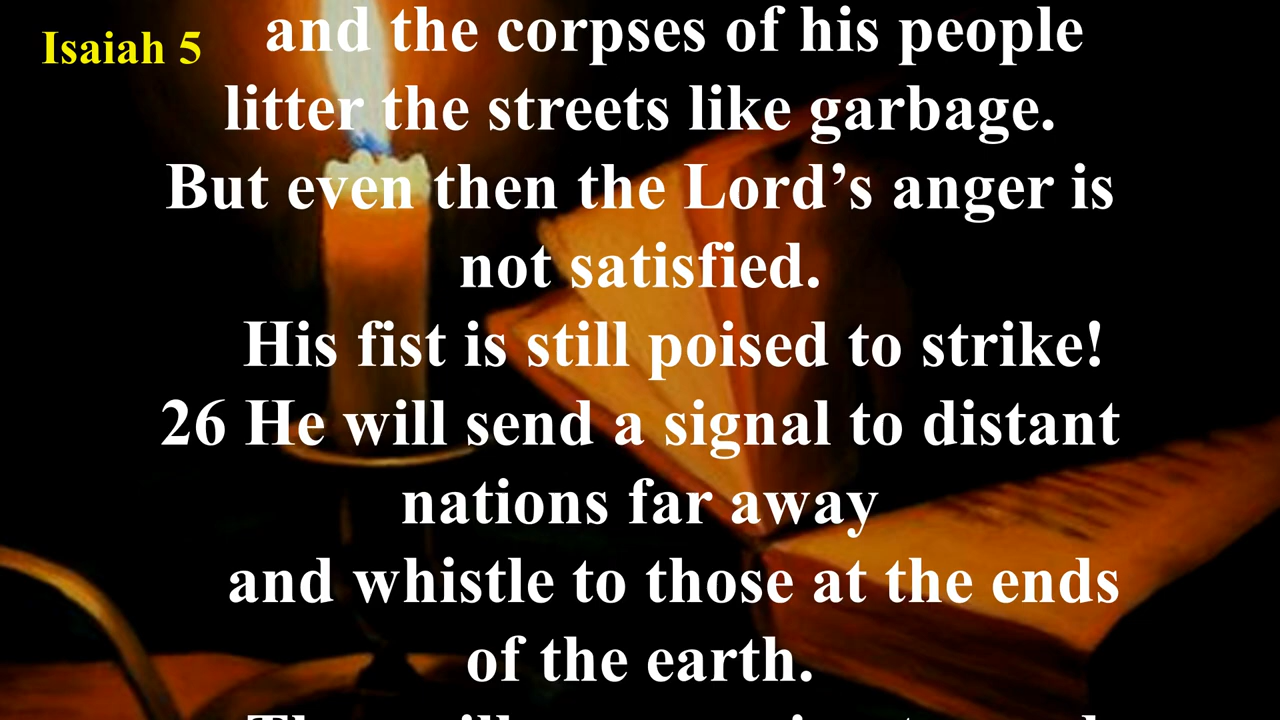 Isaiah 5
and the corpses of his people
litter the streets like garbage.
But even then the Lord’s anger is
not satisfied.
His fist is still poised to strike!
26 He will send a signal to distant
nations far away
and whistle to those at the ends
of the earth.